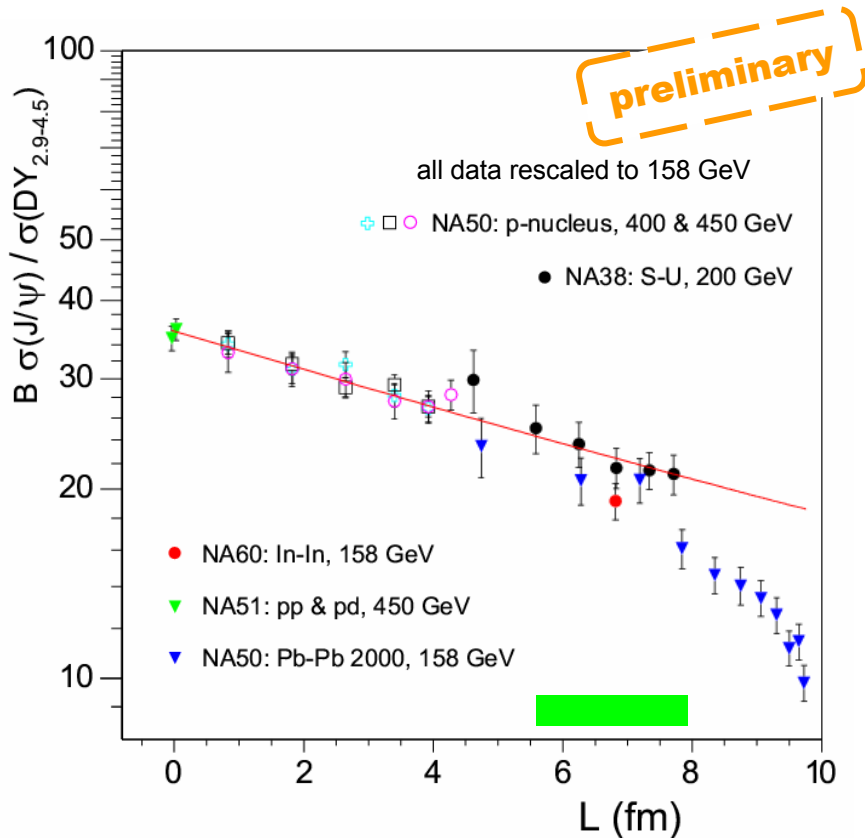 preliminary
all data rescaled to 158 GeV
NA50: p-nucleus, 400 & 450 GeV
NA38: S-U, 200 GeV
NA60: In-In, 158 GeV
NA51: pp & pd, 450 GeV
NA50: Pb-Pb 2000, 158 GeV
B σ(J/ψ) / σ(DY2.9-4.5)
100
50
40
30
20
10
0 2 4 6 8 10
L (fm)